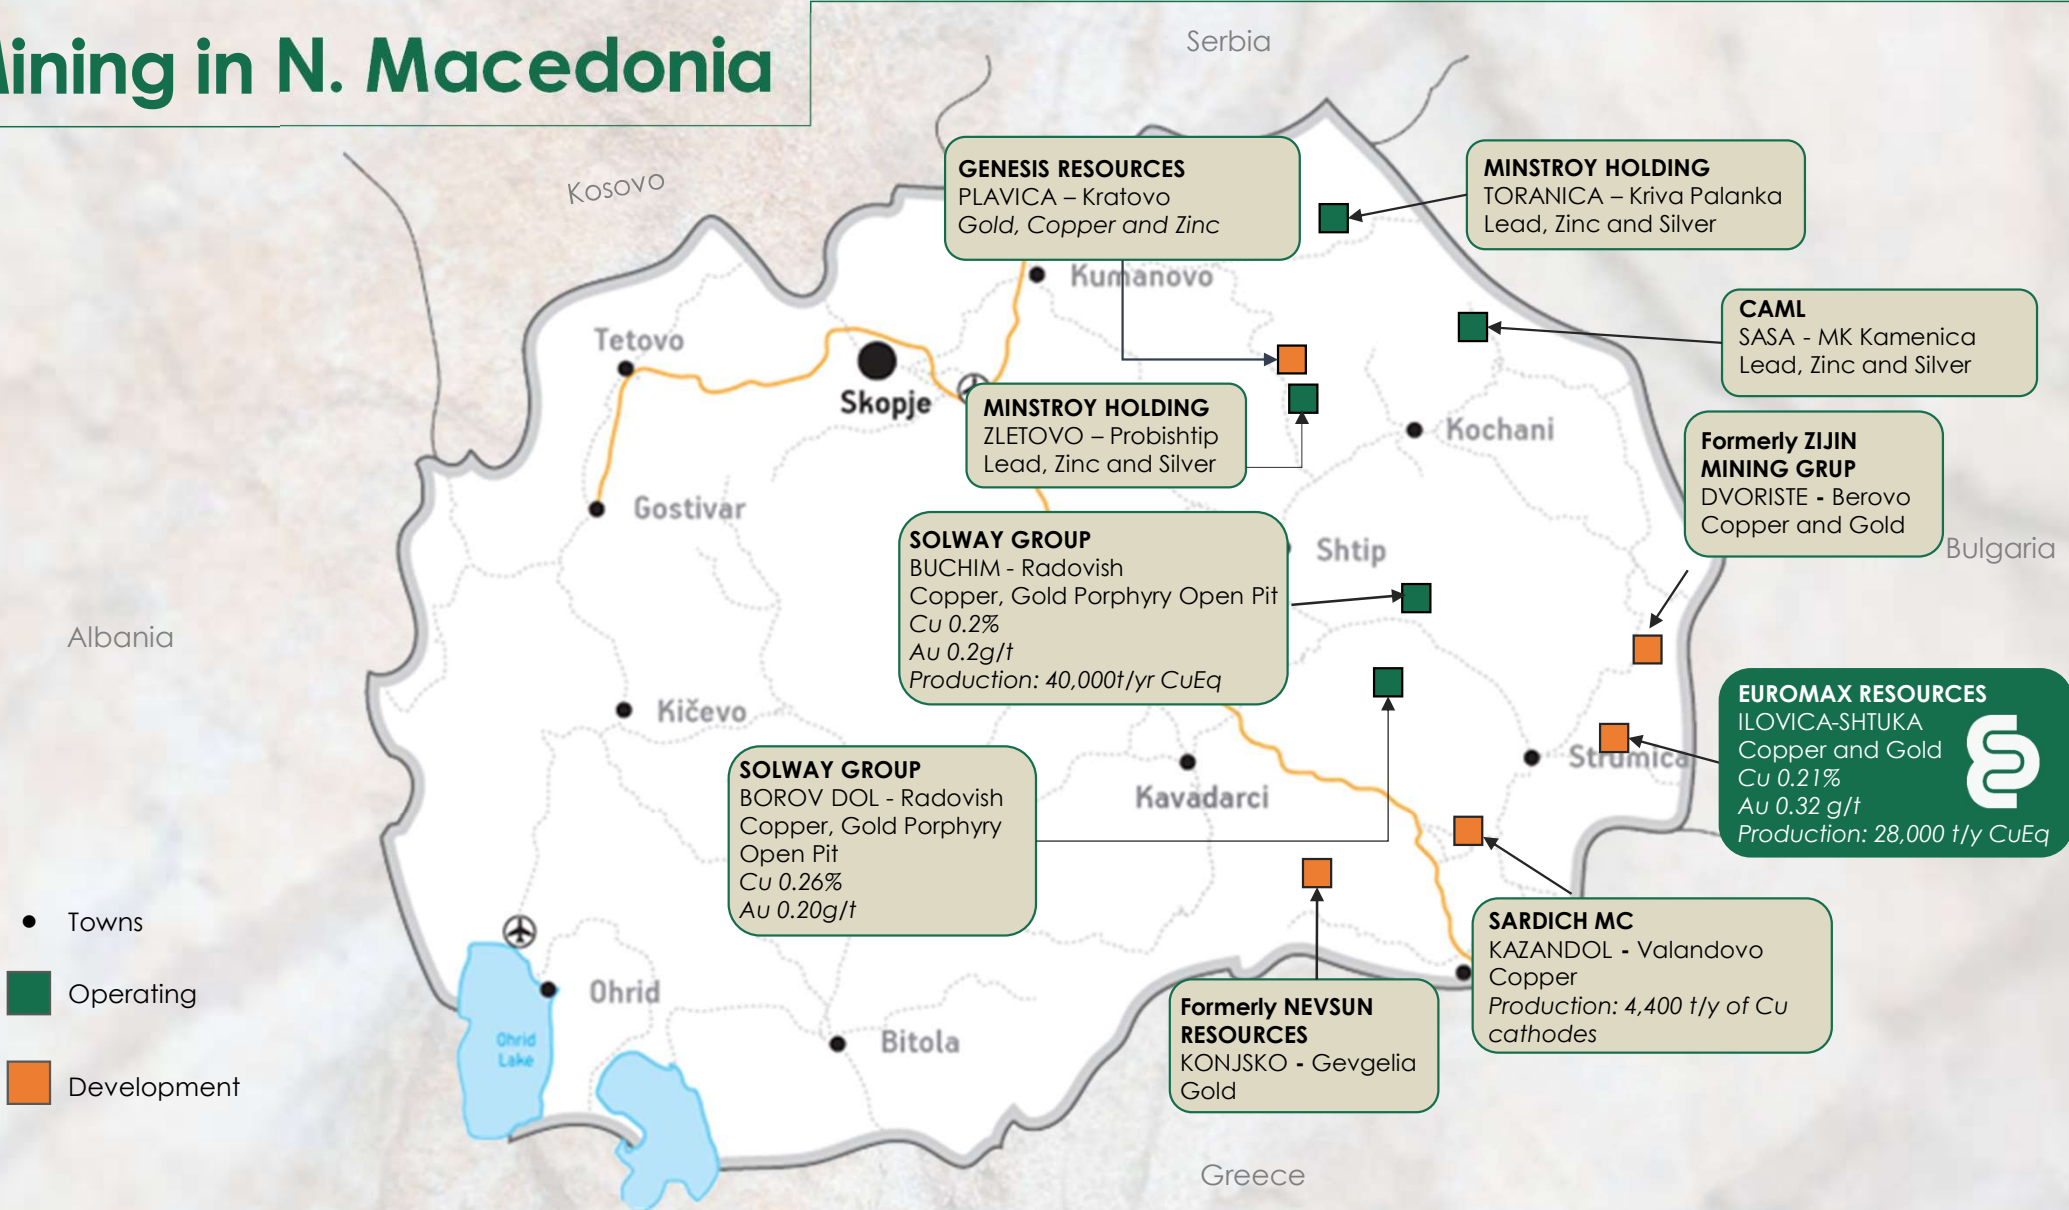 ining in N. Macedonia
Serbia
Kosovo
GENESIS RESOURCES
PLAVICA – Kratovo
Gold, Copper and Zinc
MINSTROY HOLDING
TORANICA – Kriva Palanka
Lead, Zinc and Silver
Kumanovo
CAML
SASA - MK Kamenica
Lead, Zinc and Silver
Tetovo
Skopje
MINSTROY HOLDING
ZLETOVO – Probishtip
Lead, Zinc and Silver
Kochani
Formerly ZIJIN
MINING GRUP
DVORISTE - Berovo
Copper and Gold
Gostivar
SOLWAY GROUP
BUCHIM - Radovish
Copper, Gold Porphyry Open Pit
Cu 0.2%
Au 0.2g/t
Production: 40,000t/yr CuEq
Shtip
Bulgaria
Albania
Kičevo
EUROMAX RESOURCES
ILOVICA-SHTUKA
Copper and Gold
Cu 0.21%
Au 0.32 g/t
Production: 28,000 t/y CuEq
Strumica
SOLWAY GROUP
BOROV DOL - Radovish
Copper, Gold Porphyry
Open Pit
Cu 0.26%
Au 0.20g/t
Kavadarci
Towns
Operating
Development
Ohrid
Ohrid
Lake
Bitola
SARDICH MC
KAZANDOL - Valandovo
Copper
Production: 4,400 t/y of Cu
cathodes
Formerly NEVSUN
RESOURCES
KONJSKO - Gevgelia
Gold
Greece